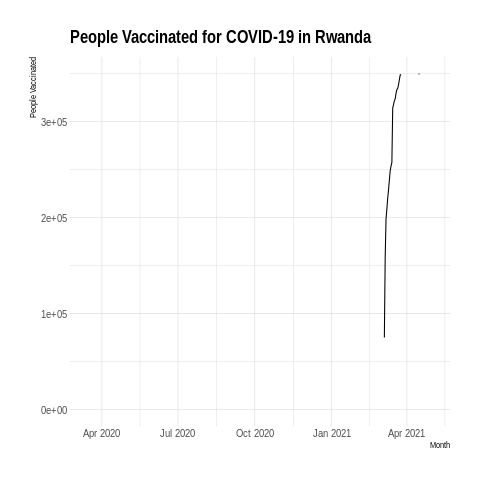 People Vaccinated for COVID-19 in Rwanda
People Vaccinated
3e+05
2e+05
1e+05
0e+00
Apr 2020 Jul 2020 Oct 2020 Jan 2021 Apr 2021
Month